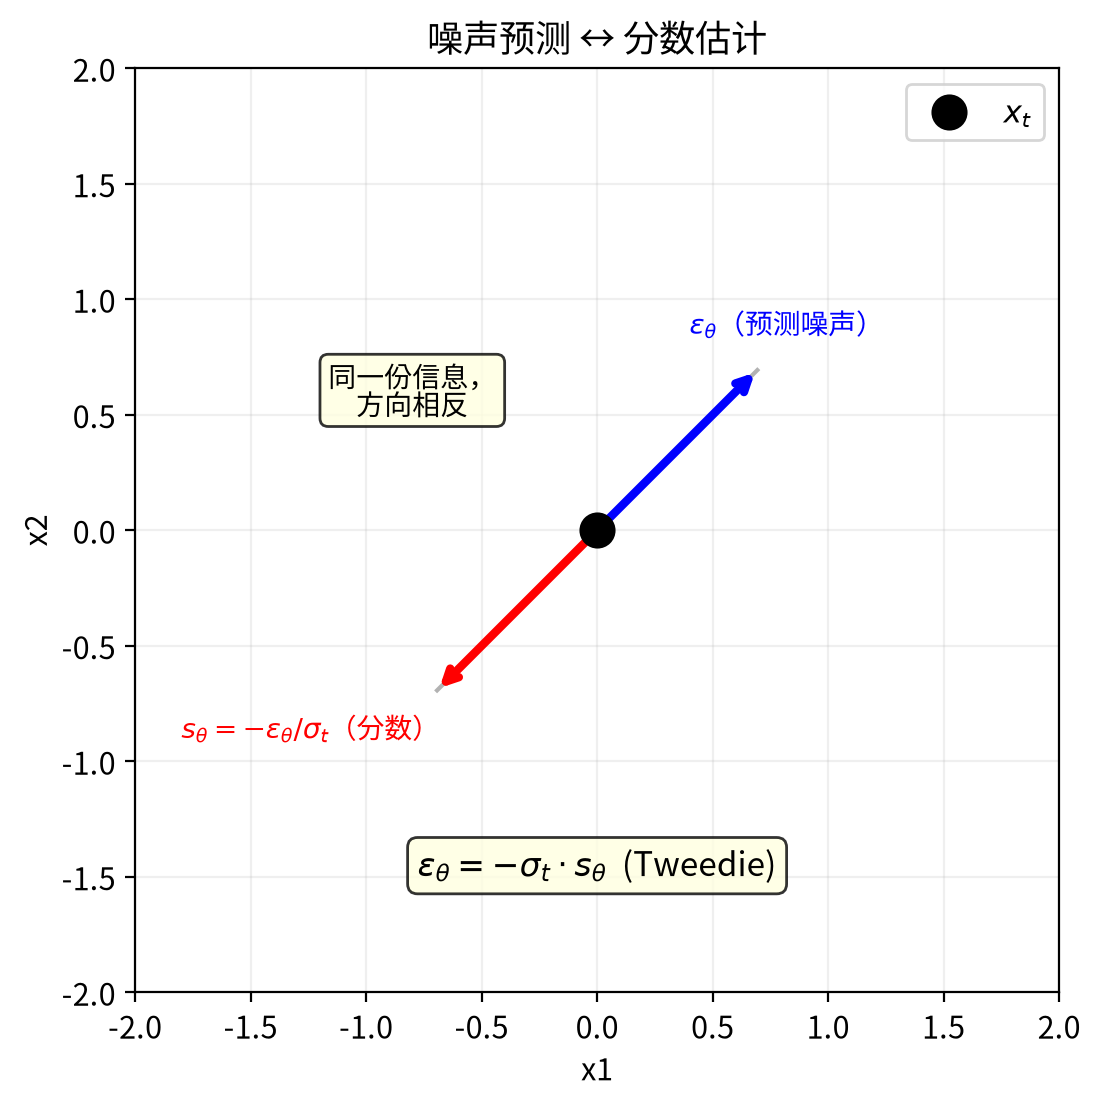 噪声预测 ↔ 分数估计
x_t
2.0
1.5
1.0
0.5
0.0
-0.5
-1.0
-1.5
-2.0
x2
ε_θ（预测噪声）
同一份信息，
方向相反
s_θ = −ε_θ/σ_t（分数）
ε_θ = −σ_t · s_θ (Tweedie)
-2.0 -1.5 -1.0 -0.5 0.0 0.5 1.0 1.5 2.0
x1